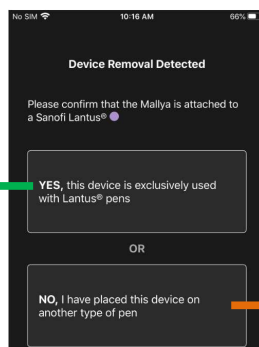 No SIM 10:16 AM 66%
Device Removal Detected
Please confirm that the Mallya is attached to
a Sanofi Lantus®
YES, this device is exclusively used
with Lantus® pens
OR
NO, I have placed this device on
another type of pen